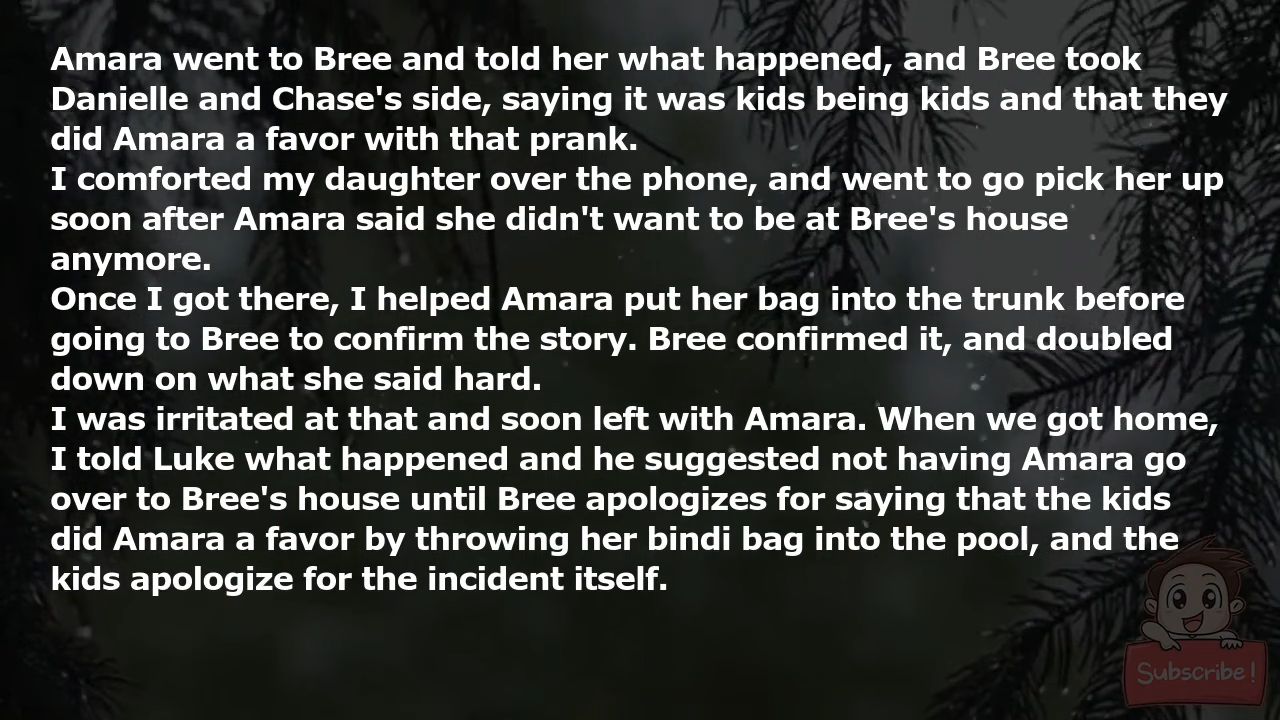 Amara went to Bree and told her what happened, and Bree took
Danielle and Chase's side, saying it was kids being kids and that they
did Amara a favor with that prank.
I comforted my daughter over the phone, and went to go pick her up
soon after Amara said she didn't want to be at Bree's house
anymore.
Once I got there, I helped Amara put her bag into the trunk before
going to Bree to confirm the story. Bree confirmed it, and doubled
down on what she said hard.
I was irritated at that and soon left with Amara. When we got home,
I told Luke what happened and he suggested not having Amara go
over to Bree's house until Bree apologizes for saying that the kids
did Amara a favor by throwing her bindi bag into the pool, and the
kids apologize for the incident itself.
Subscribe!